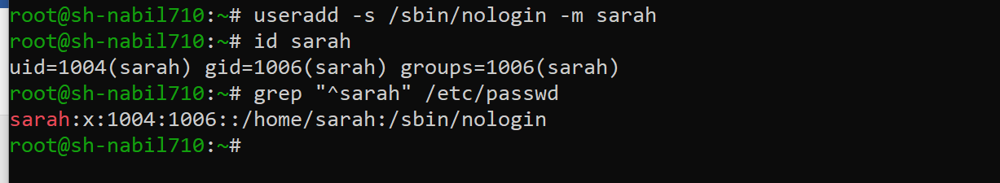 root@sh-nabil710:~# useradd -s /sbin/nologin -m sarah
root@sh-nabil710:~# id sarah
uid=1004(sarah) gid=1006(sarah) groups=1006(sarah)
root@sh-nabil710:~# grep "^sarah" /etc/passwd
sarah:x:1004:1006::/home/sarah:/sbin/nologin
root@sh-nabil710:~#